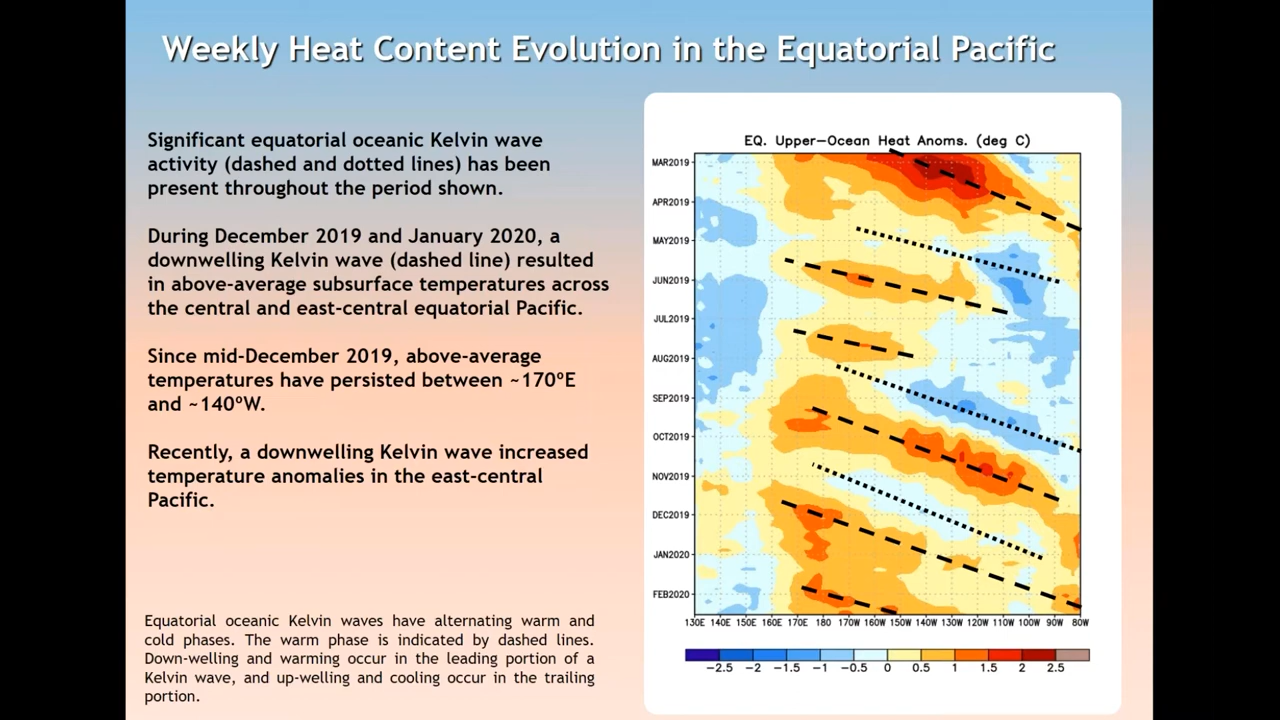 Weekly Heat Content Evolution in the Equatorial Pacific
Significant equatorial oceanic Kelvin wave
activity (dashed and dotted lines) has been
present throughout the period shown.
During December 2019 and January 2020, a
downwelling Kelvin wave (dashed line) resulted
in above-average subsurface temperatures across
the central and east-central equatorial Pacific.
Since mid-December 2019, above-average
temperatures have persisted between ~170ºE
and ~140ºW.
Recently, a downwelling Kelvin wave increased
temperature anomalies in the east-central
Pacific.
Equatorial oceanic Kelvin waves have alternating warm and
cold phases. The warm phase is indicated by dashed lines.
Down-welling and warming occur in the leading portion of a
Kelvin wave, and up-welling and cooling occur in the trailing
portion.
EQ. Upper-Ocean Heat Anoms. (deg C)
MAR2019
APR2019
MAY2019
JUN2019
JUL2019
AUG2019
SEP2019
OCT2019
NOV2019
DEC2019
JAN2020
FEB2020
130E 140E 150E 160E 170E 180 170W 160W 150W 140W 130W 120W 110W 100W 90W 80W
-2.5 -2 -1.5 -1 -0.5 0 0.5 1 1.5 2 2.5